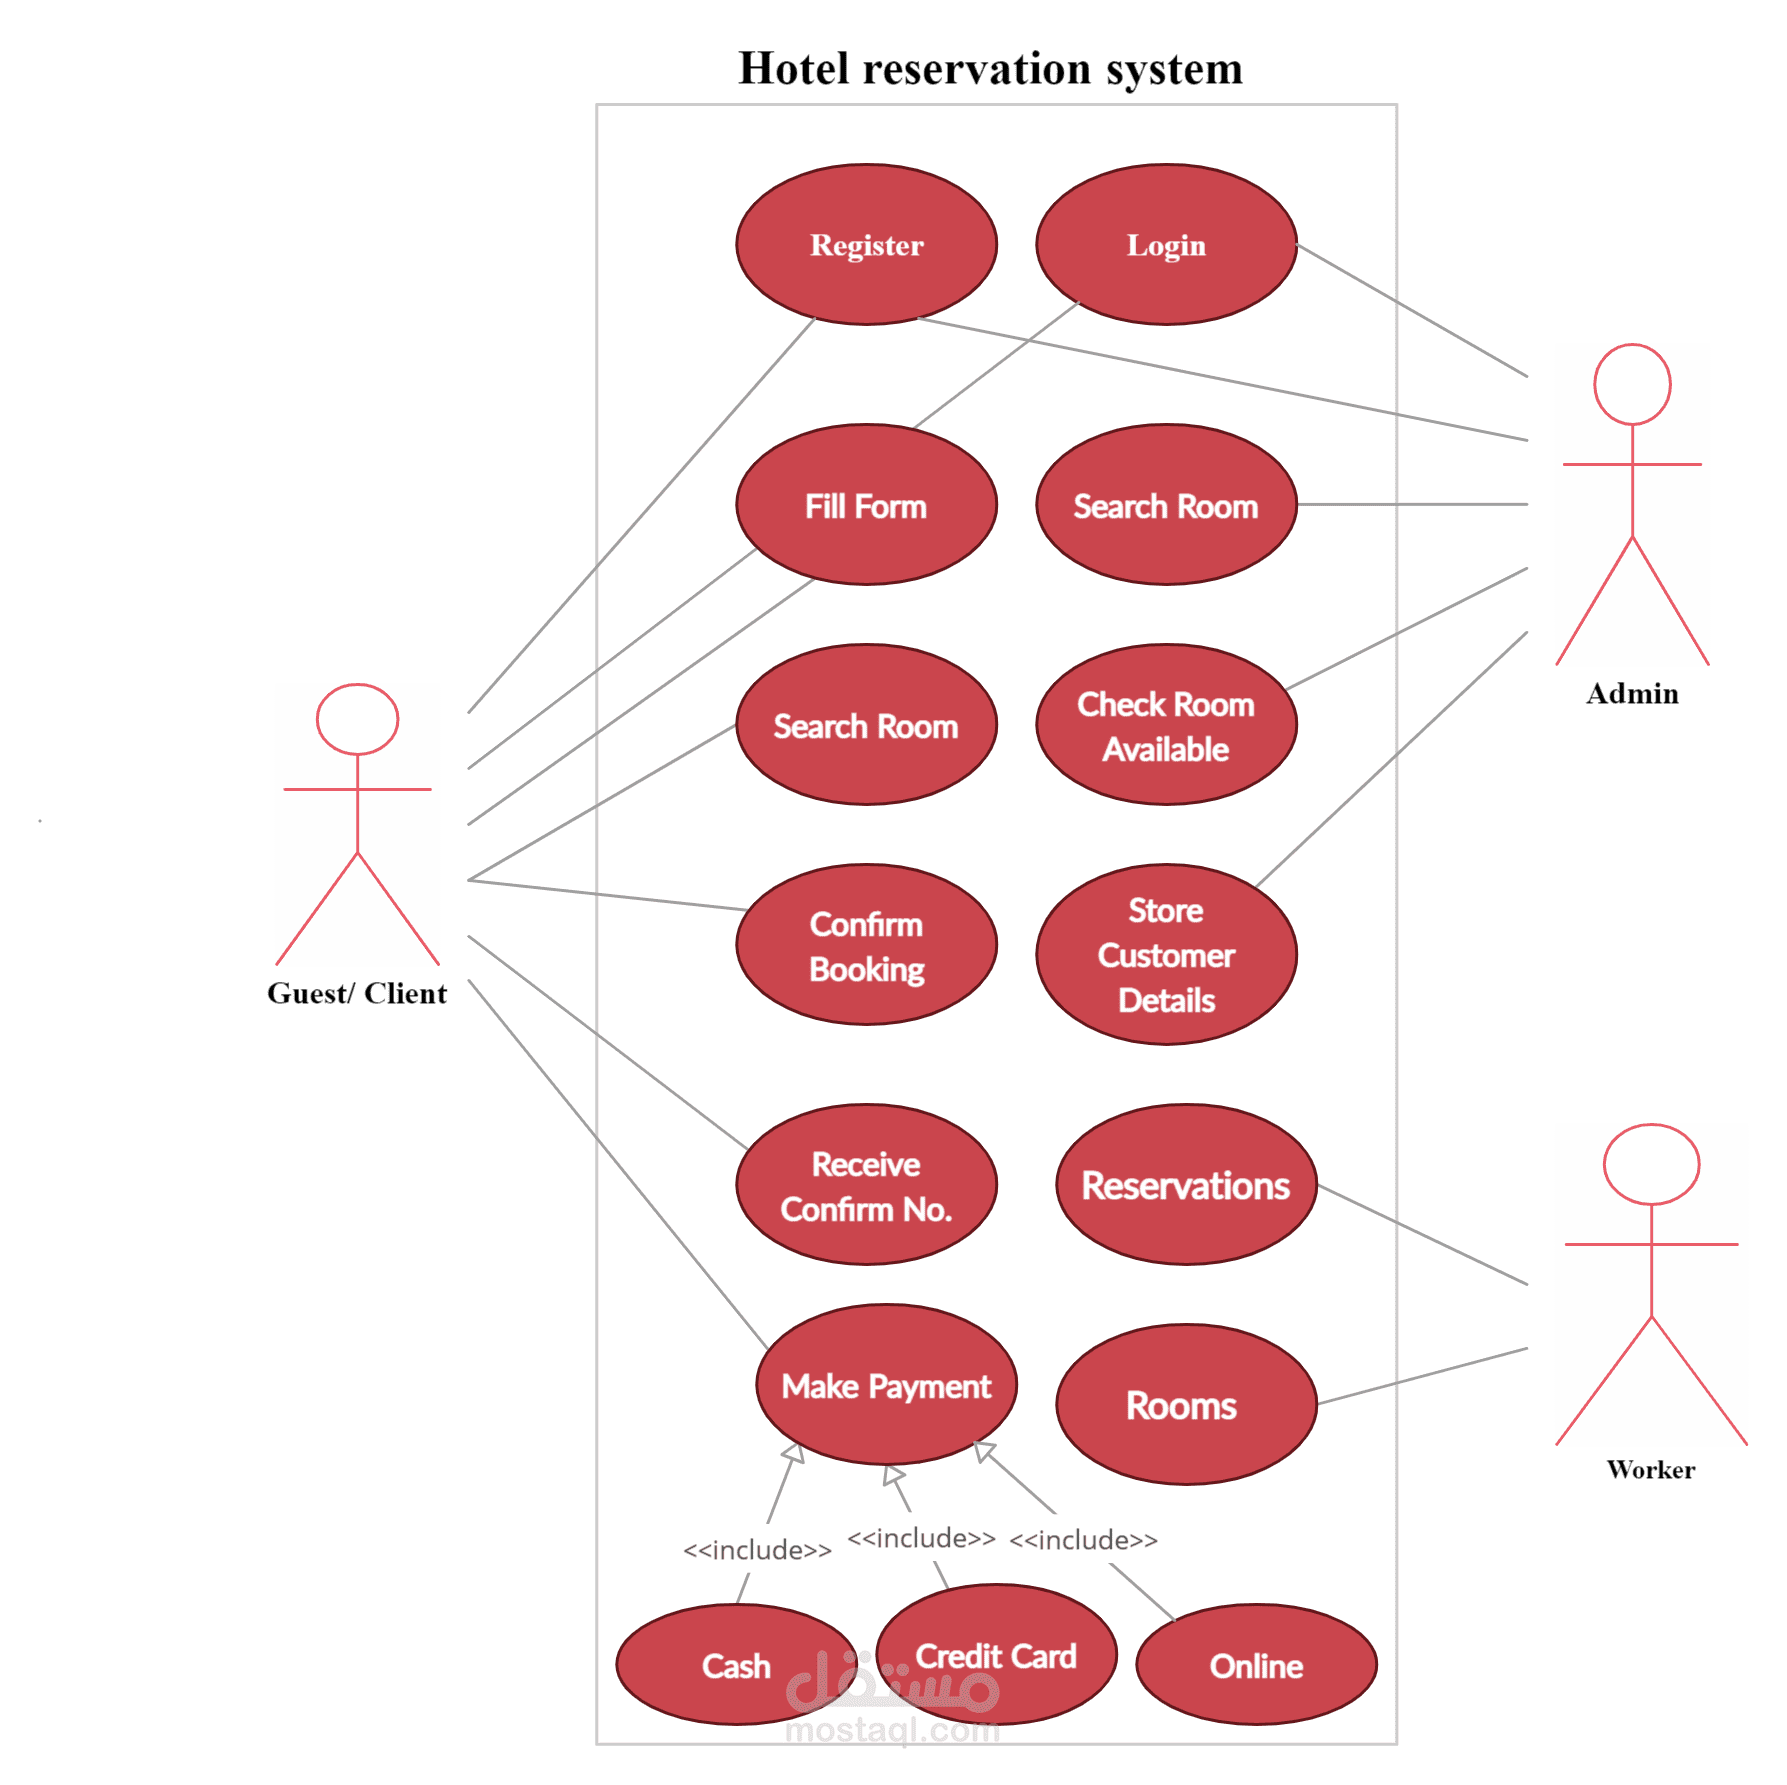 Hotel reservation system
Register
Login
Fill Form
Search Room
Search Room
Check Room
Available
Admin
Guest/ Client
Confirm
Booking
Store
Customer
Details
Receive
Confirm No.
Reservations
Make Payment
Rooms
Worker
<<include>>
<<include>>
<<include>>
Cash
Credit Card
Online
مستقل
mostaql.com